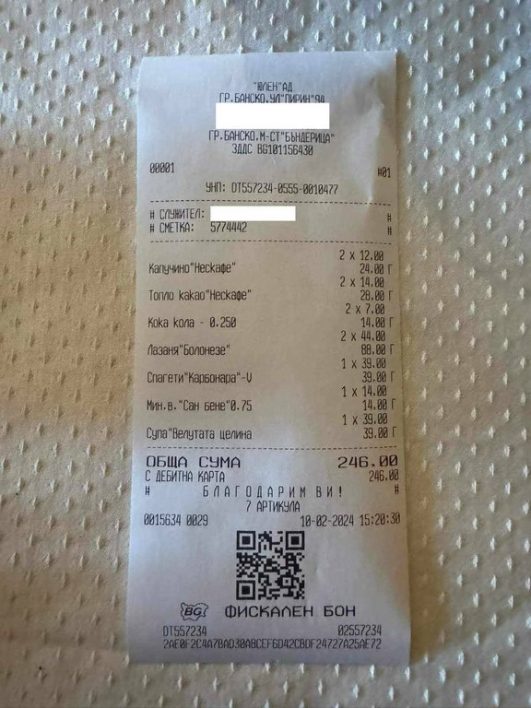 "ЮЛЕН"АД
ГР.БАНСКО,УЛ"ПИРИН"94
ГР.БАНСКО,М-СТ"БЪНДЕРИЦА"
ЗДДС BG101156430
00001 #01
УНП: DT557234-0555-0010477
# СЛУЖИТЕЛ: #
# СМЕТКА: 5774442 #
2 x 12.00
Капучино"Нескафе" 24.00 Г
2 x 14.00
Топло какао"Нескафе" 28.00 Г
2 x 7.00
Кока кола - 0.250 14.00 Г
2 x 44.00
Лазаня"Болонезе" 88.00 Г
1 x 39.00
Спагети"Карбонара"-V 39.00 Г
1 x 14.00
Мин.в."Сан бене"0.75 14.00 Г
1 x 39.00
Супа"Велутата целина 39.00 Г
ОБЩА СУМА 246.00
С ДЕБИТНА КАРТА 246.00
# БЛАГОДАРИМ ВИ! #
7 АРТИКУЛА
0015634 0029 10-02-2024 15:20:30
BG ФИСКАЛЕН БОН
DT557234 02557234
2AE0F2C4A7BAD30ABCEF6D42CBDF24727A25AE72